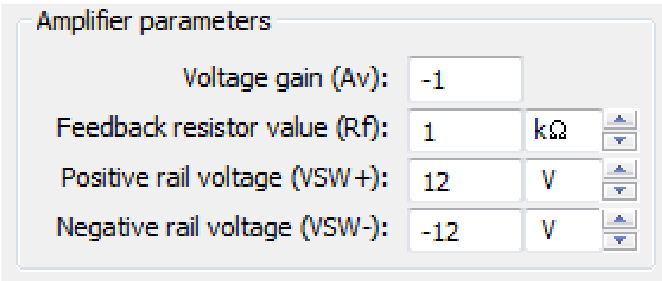 Amplifier parameters
Voltage gain (Av): -1
Feedback resistor value (Rf): 1 kΩ
Positive rail voltage (VSW+): 12 V
Negative rail voltage (VSW-): -12 V